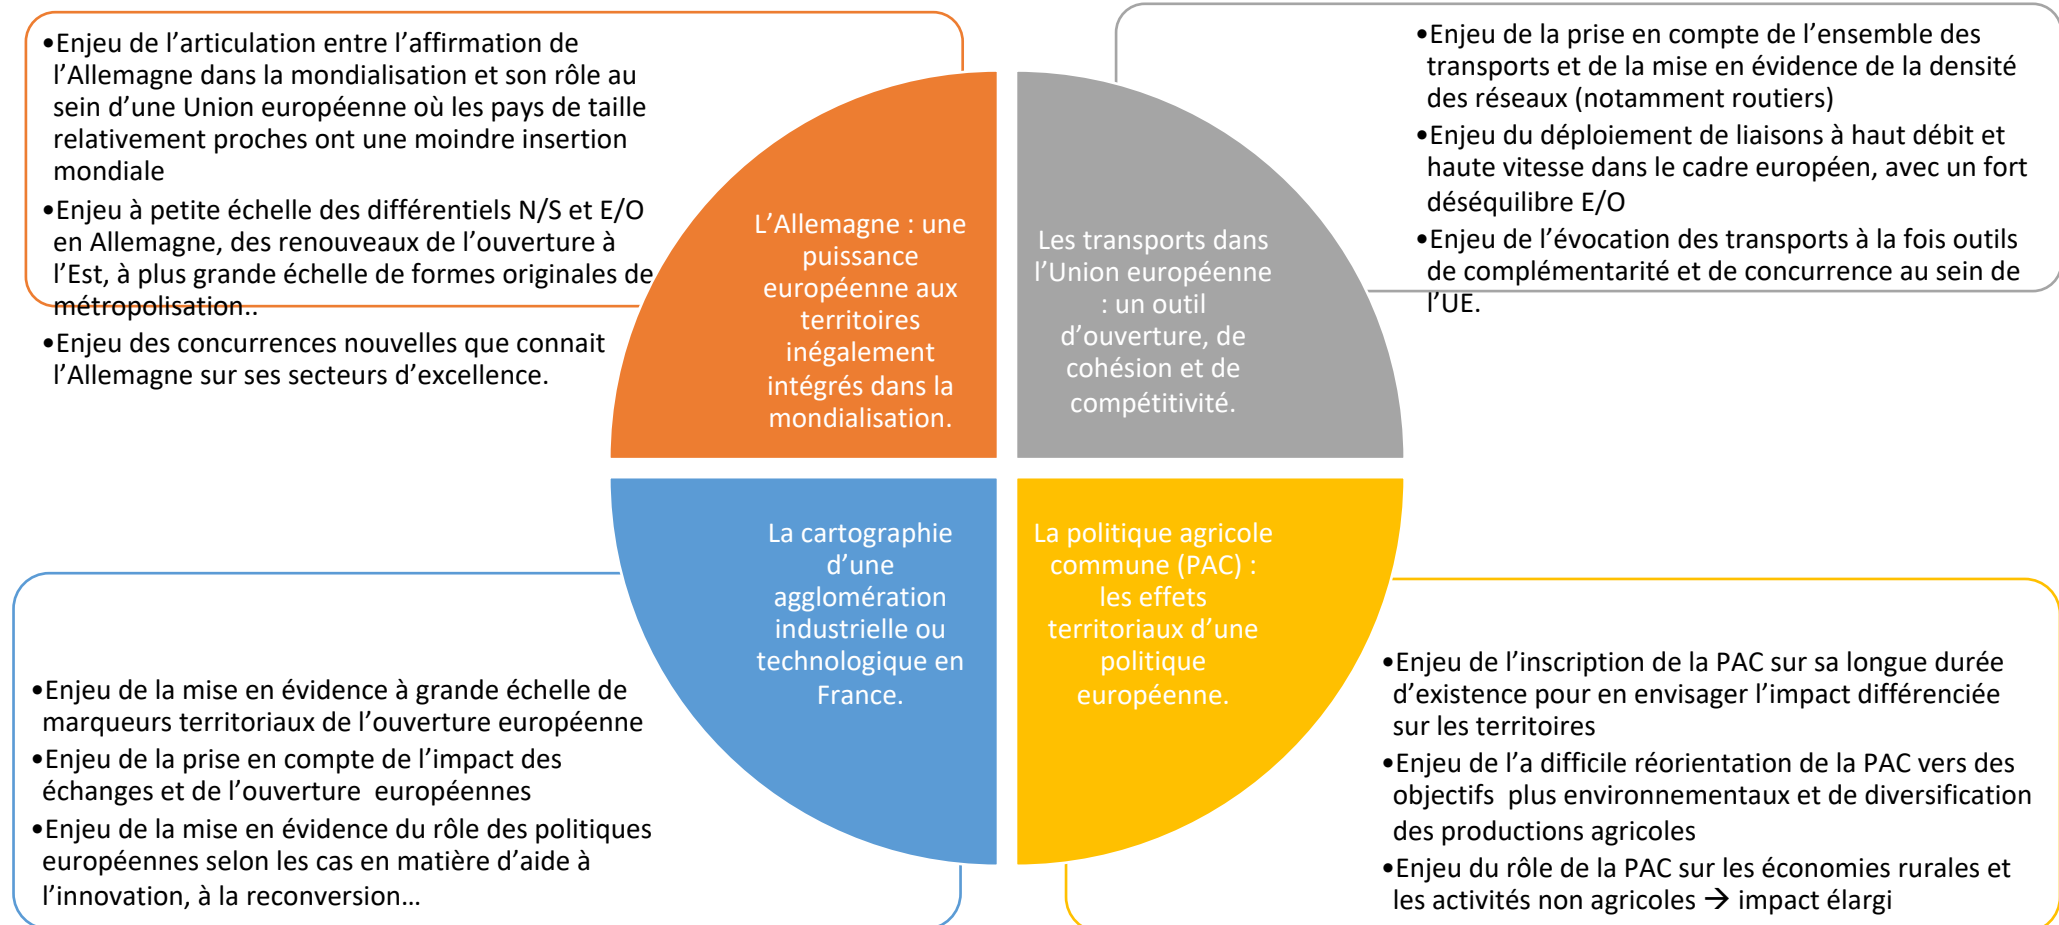 •Enjeu de l’articulation entre l’affirmation de
l’Allemagne dans la mondialisation et son rôle au
sein d’une Union européenne où les pays de taille
relativement proches ont une moindre insertion
mondiale
•Enjeu à petite échelle des différentiels N/S et E/O
en Allemagne, des renouveaux de l’ouverture à
l’Est, à plus grande échelle de formes originales de
métropolisation..
•Enjeu des concurrences nouvelles que connait
l’Allemagne sur ses secteurs d’excellence.
L’Allemagne : une
puissance
européenne aux
territoires
inégalement
intégrés dans la
mondialisation.
Les transports dans
l’Union européenne
: un outil
d’ouverture, de
cohésion et de
compétitivité.
•Enjeu de la prise en compte de l’ensemble des
transports et de la mise en évidence de la densité
des réseaux (notamment routiers)
•Enjeu du déploiement de liaisons à haut débit et
haute vitesse dans le cadre européen, avec un fort
déséquilibre E/O
•Enjeu de l’évocation des transports à la fois outils
de complémentarité et de concurrence au sein de
l’UE.
•Enjeu de la mise en évidence à grande échelle de
marqueurs territoriaux de l’ouverture européenne
•Enjeu de la prise en compte de l’impact des
échanges et de l’ouverture  européennes
•Enjeu de la mise en évidence du rôle des politiques
européennes selon les cas en matière d’aide à
l’innovation, à la reconversion…
La cartographie
d’une
agglomération
industrielle ou
technologique en
France.
La politique agricole
commune (PAC) :
les effets
territoriaux d’une
politique
européenne.
•Enjeu de l’inscription de la PAC sur sa longue durée
d’existence pour en envisager l’impact différenciée
sur les territoires
•Enjeu de l’a difficile réorientation de la PAC vers des
objectifs  plus environnementaux et de diversification
des productions agricoles
•Enjeu du rôle de la PAC sur les économies rurales et
les activités non agricoles → impact élargi